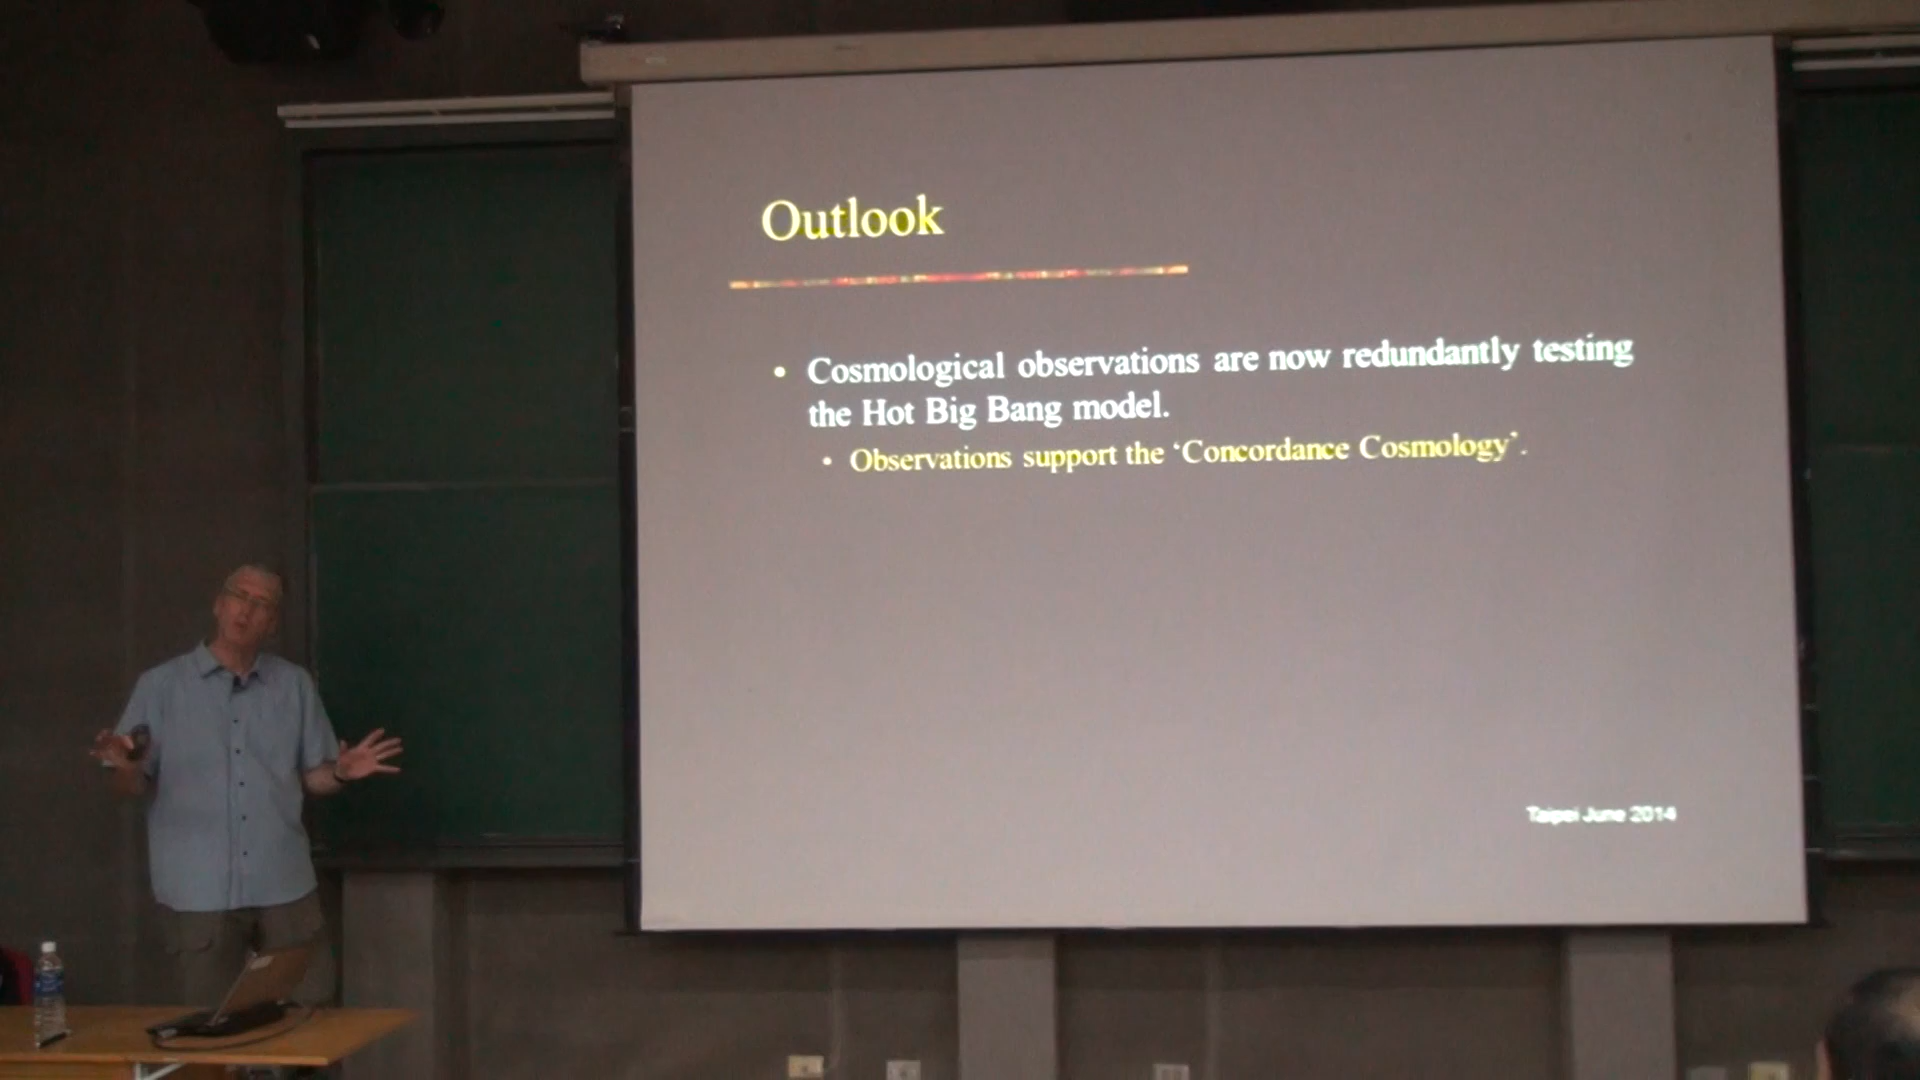 Outlook
• Cosmological observations are now redundantly testing
the Hot Big Bang model.
• Observations support the ‘Concordance Cosmology’.
Taipei June 2014